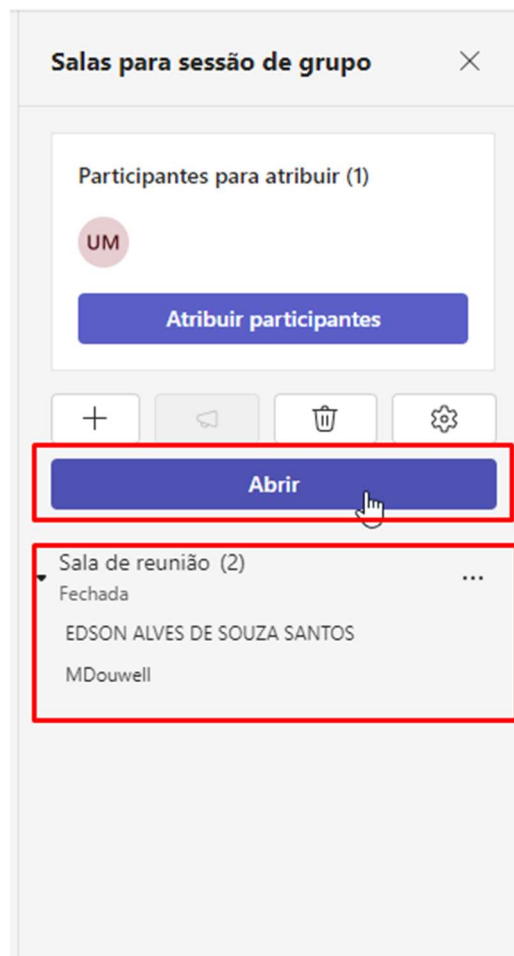 Salas para sessão de grupo
Participantes para atribuir (1)
UM
Atribuir participantes
Abrir
Sala de reunião (2)
Fechada
EDSON ALVES DE SOUZA SANTOS
MDouwell